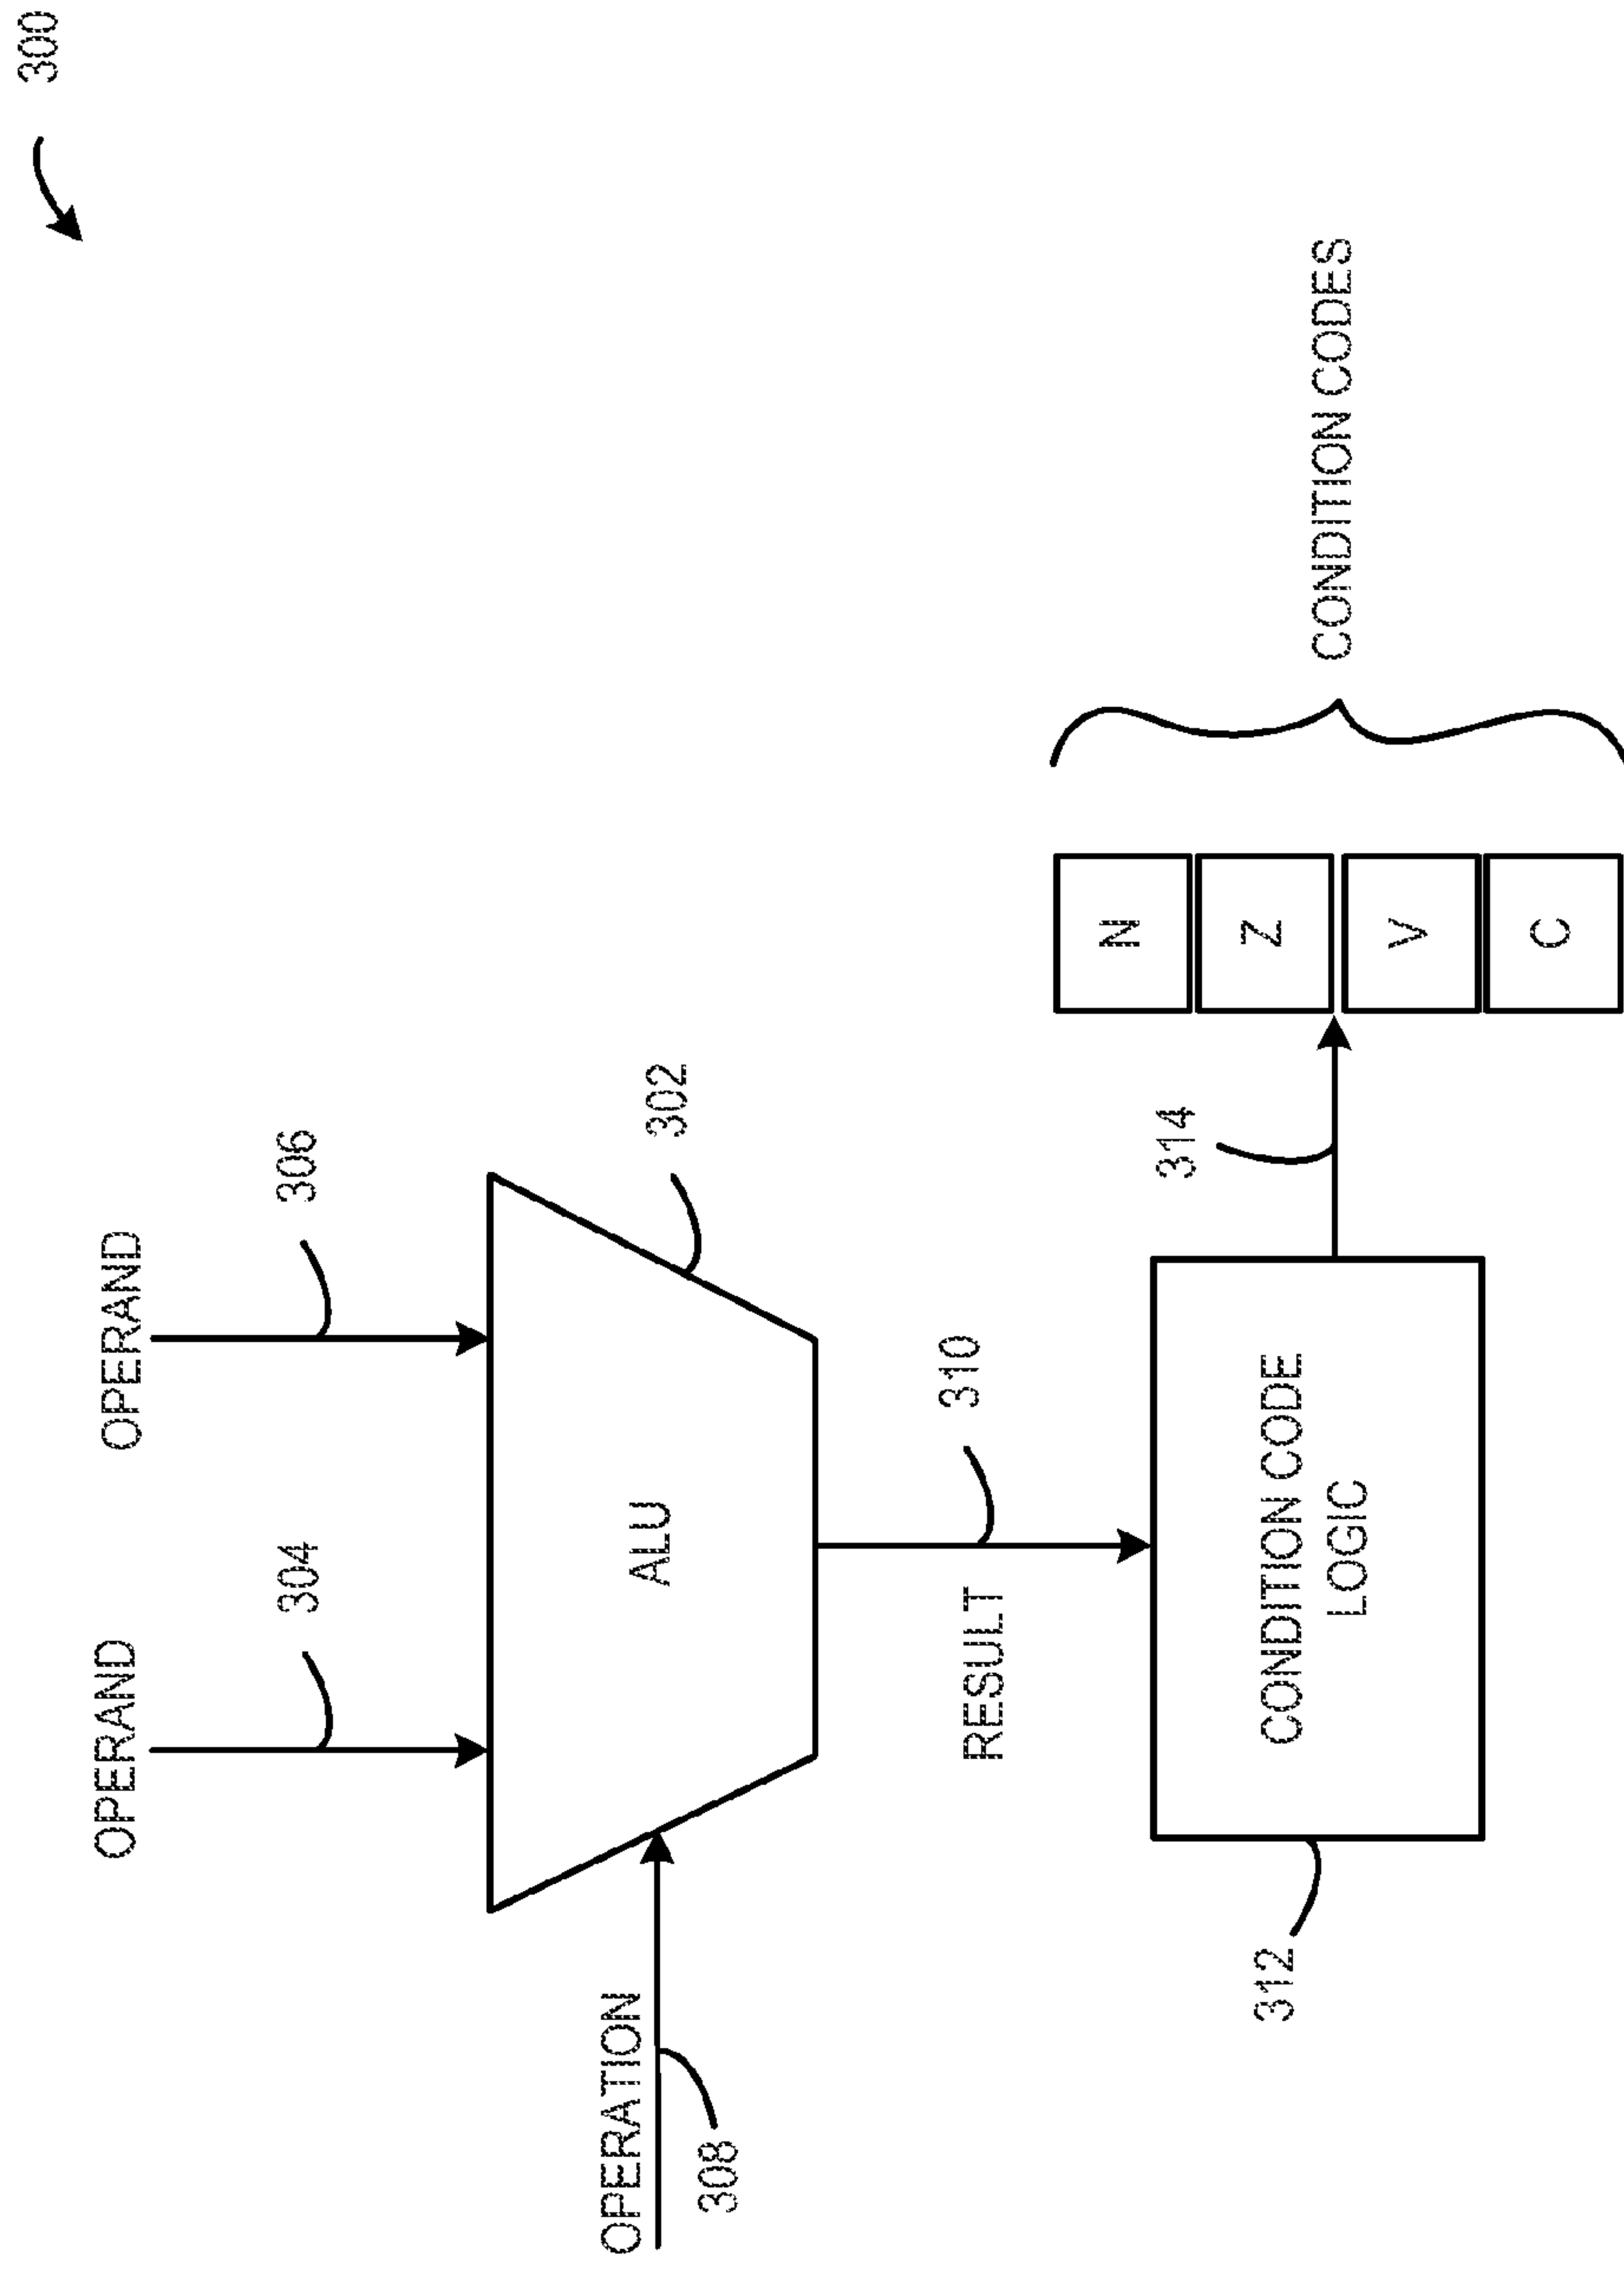 300
OPERAND
OPERAND
304
306
OPERATION
308
ALU
302
RESULT
310
312
CONDITION CODE
LOGIC
314
N
Z
V
C
CONDITION CODES